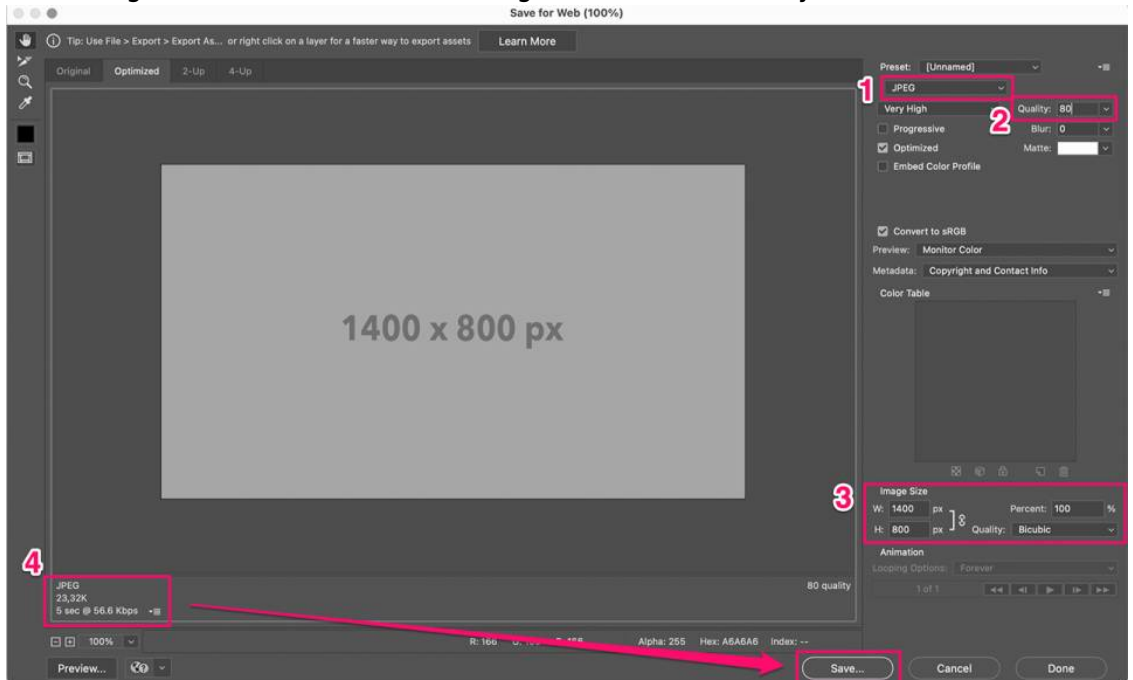 Save for Web (100%)
Tip: Use File > Export > Export As... or right click on a layer for a faster way to export assets
Learn More
Original Optimized 2-Up 4-Up
Preset: [Unnamed]
1
JPEG
Very High
2
Quality: 80
Progressive
Blur: 0
Optimized
Matte:
Embed Color Profile
Convert to sRGB
Preview: Monitor Color
Metadata: Copyright and Contact Info
Color Table
1400 x 800 px
3
Image Size
W: 1400 px
Percent: 100 %
H: 800 px
Quality: Bicubic
Animation
Looping Options: Forever
1 of 1
4
JPEG
23,32K
5 sec @ 56.6 Kbps
80 quality
100%
R: 166
Alpha: 255 Hex: A6A6A6 Index: --
Preview...
Save...
Cancel
Done